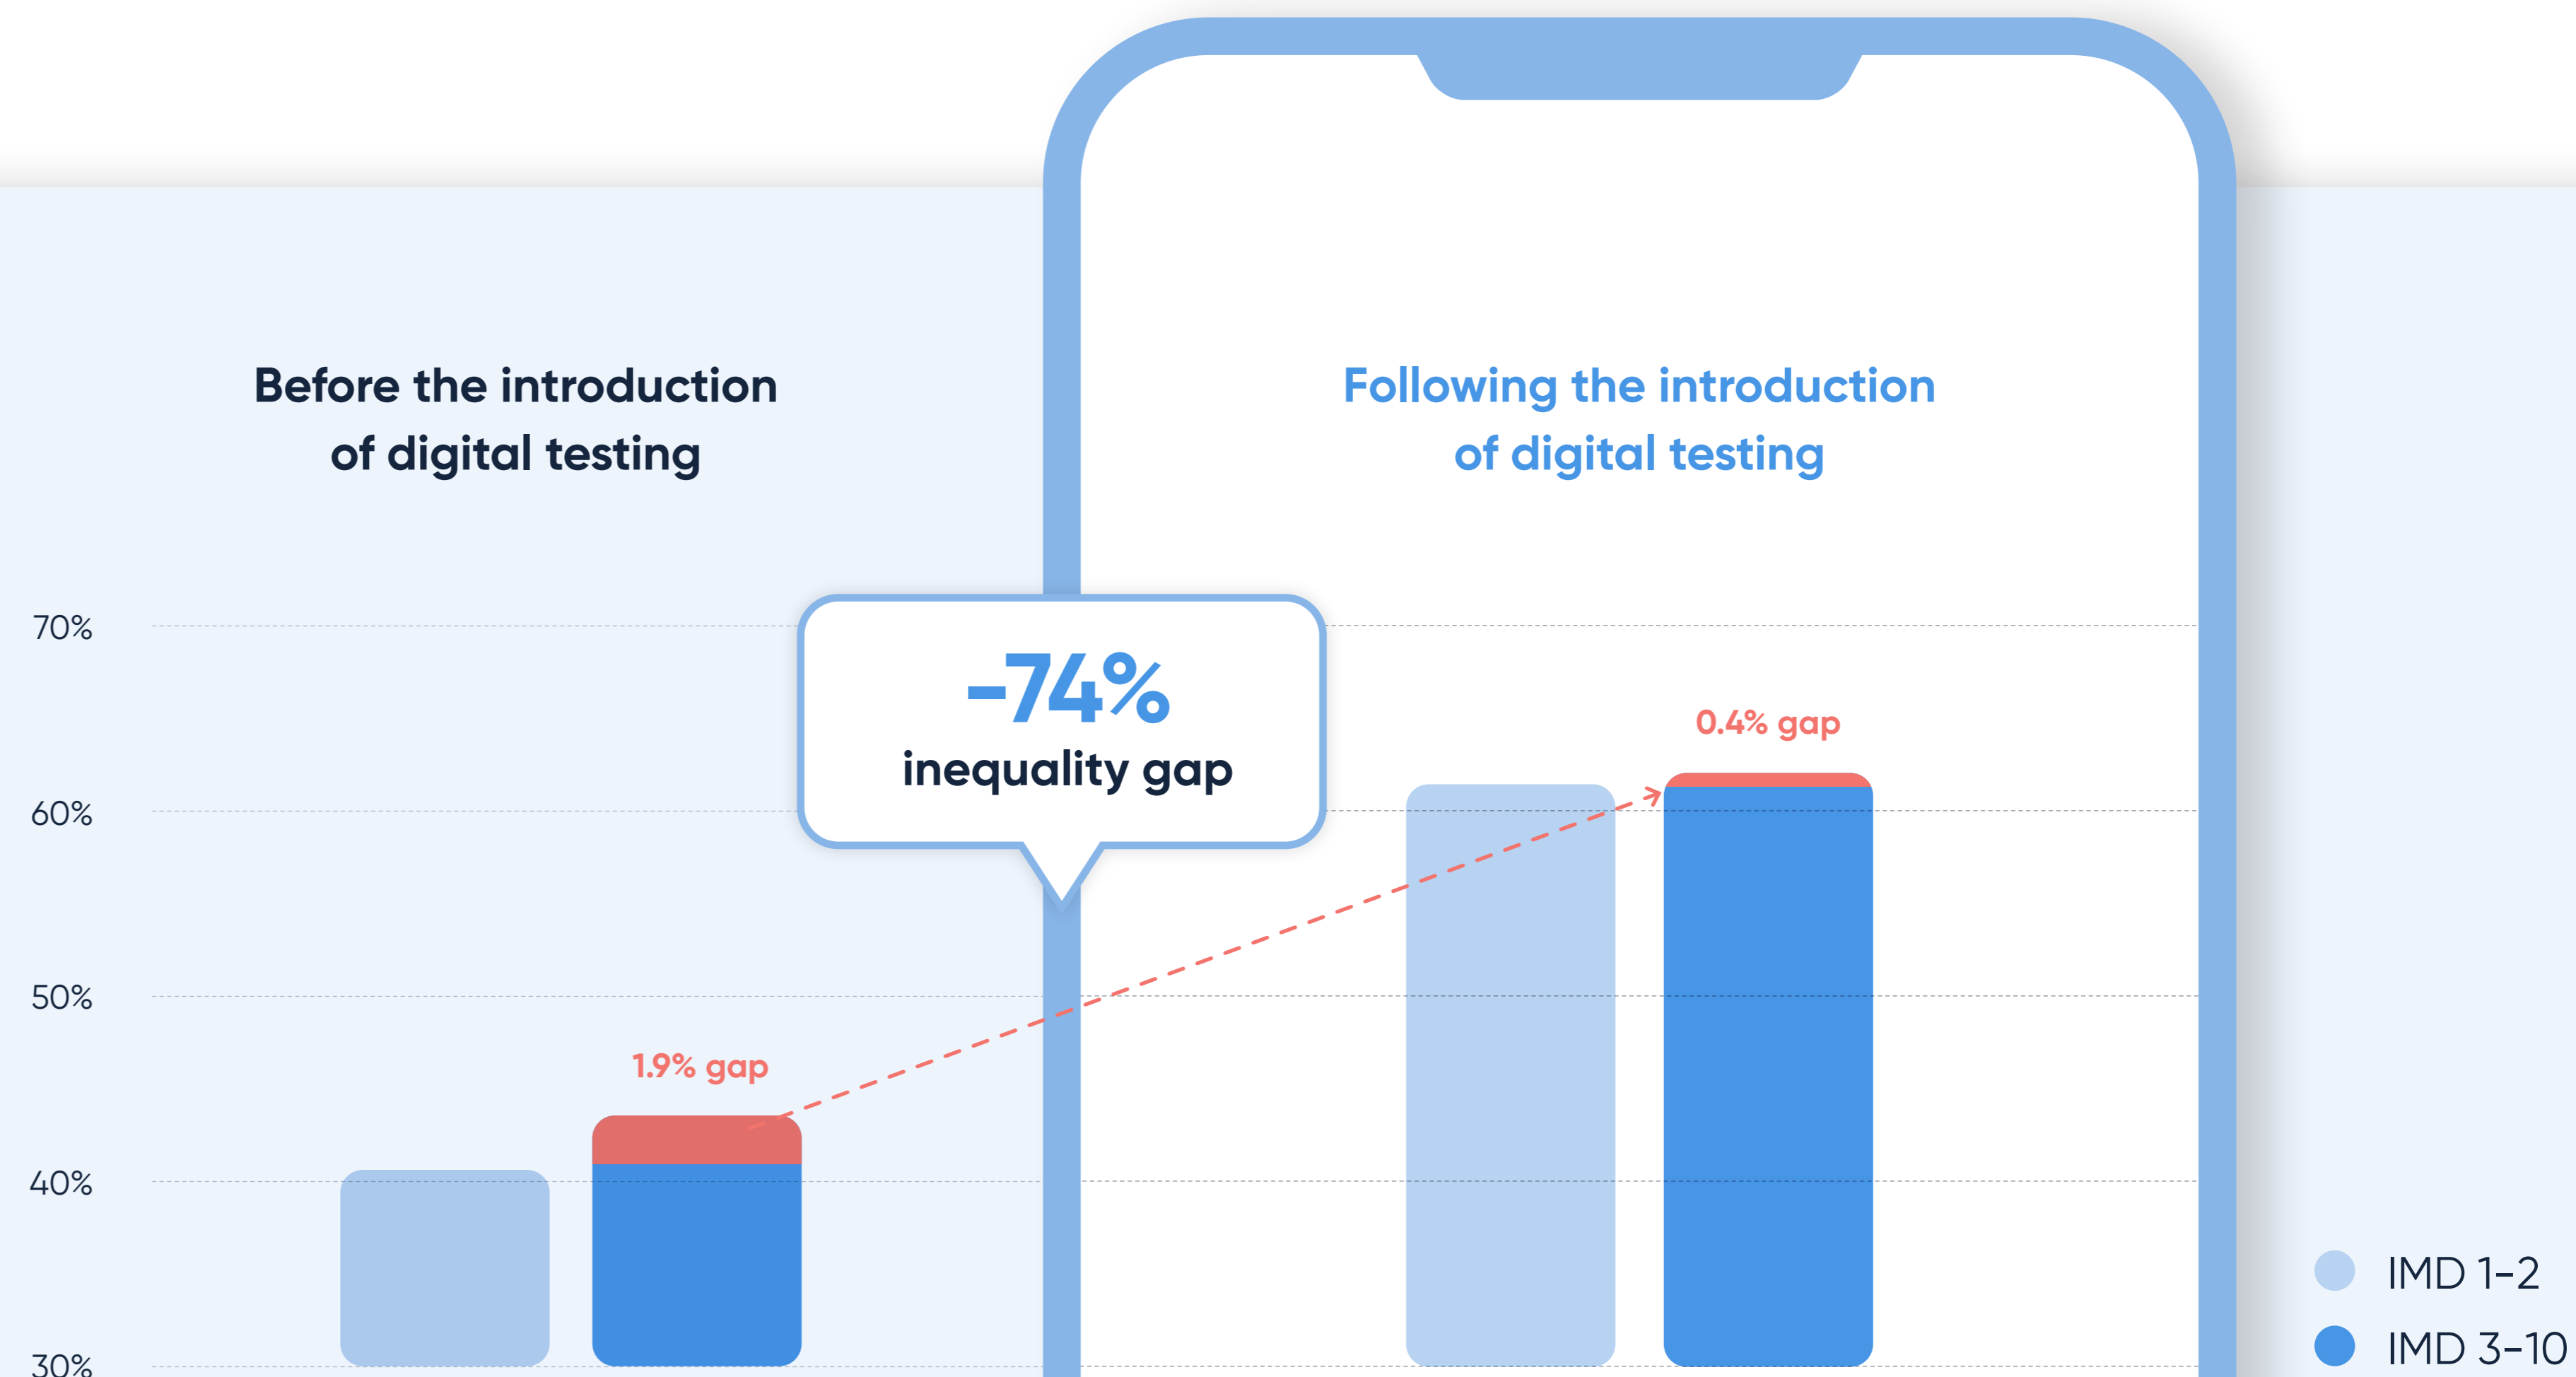 Before the introduction
of digital testing
Following the introduction
of digital testing
70%
60%
50%
40%
30%
-74%
inequality gap
1.9% gap
0.4% gap
IMD 1-2
IMD 3-10